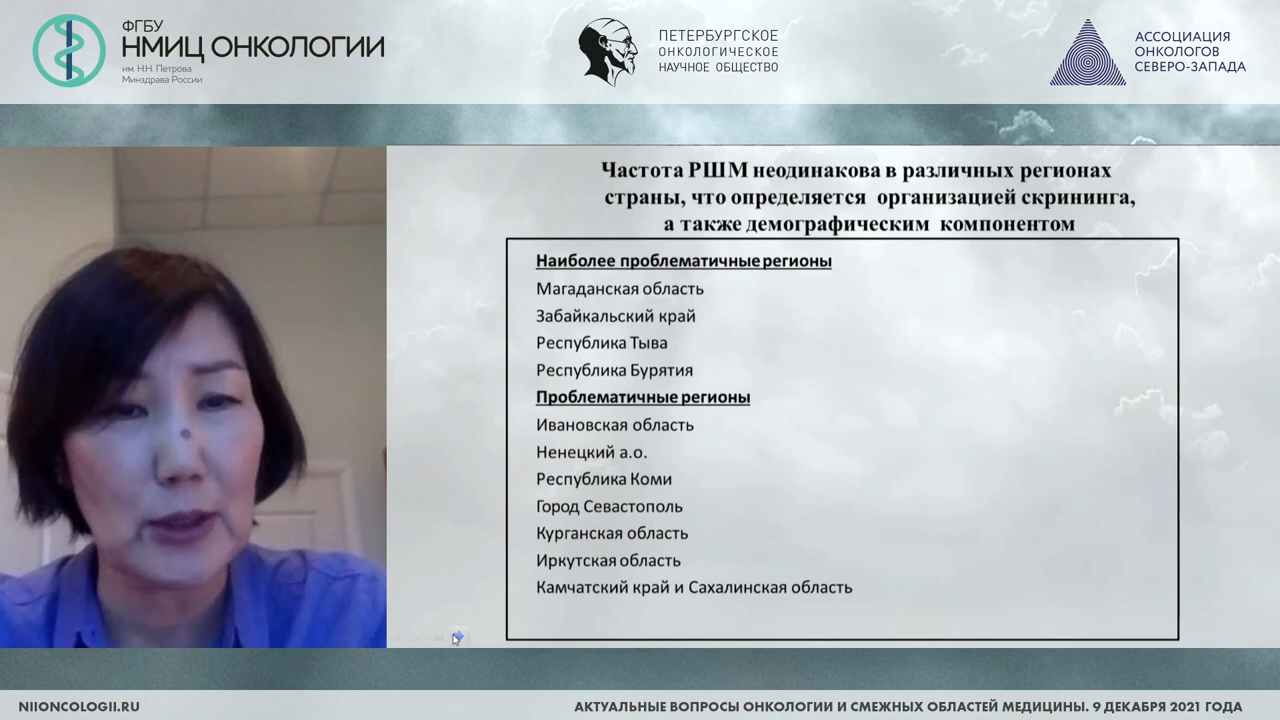 ФГБУ
НМИЦ ОНКОЛОГИИ
им. Н.Н. Петрова
Минздрава России
ПЕТЕРБУРГСКОЕ
ОНКОЛОГИЧЕСКОЕ
НАУЧНОЕ ОБЩЕСТВО
АССОЦИАЦИЯ
ОНКОЛОГОВ
СЕВЕРО-ЗАПАДА
Частота РШМ неодинакова в различных регионах
страны, что определяется организацией скрининга,
а также демографическим компонентом
Наиболее проблематичные регионы
Магаданская область
Забайкальский край
Республика Тыва
Республика Бурятия
Проблематичные регионы
Ивановская область
Ненецкий а.о.
Республика Коми
Город Севастополь
Курганская область
Иркутская область
Камчатский край и Сахалинская область
NIIONCOLOGII.RU
АКТУАЛЬНЫЕ ВОПРОСЫ ОНКОЛОГИИ И СМЕЖНЫХ ОБЛАСТЕЙ МЕДИЦИНЫ. 9 ДЕКАБРЯ 2021 ГОДА